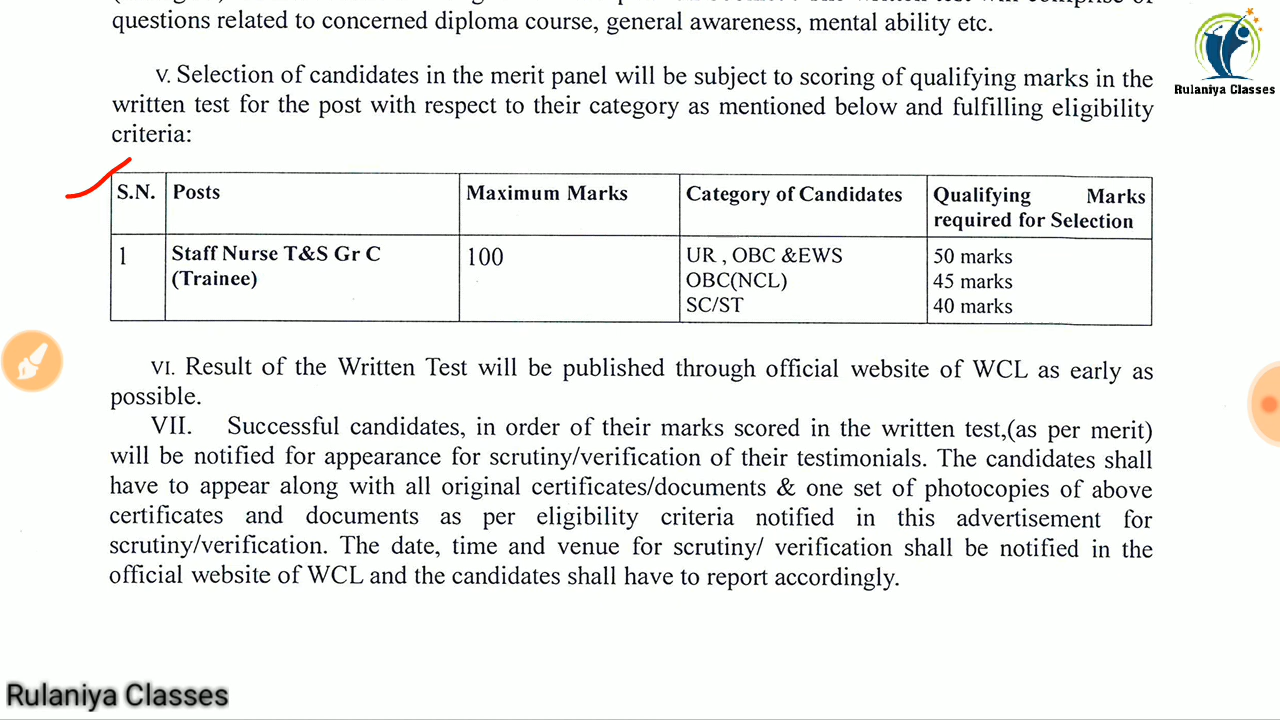 questions related to concerned diploma course, general awareness, mental ability etc.
Rulaniya Classes
V. Selection of candidates in the merit panel will be subject to scoring of qualifying marks in the
written test for the post with respect to their category as mentioned below and fulfilling eligibility
criteria:
S.N. Posts Maximum Marks Category of Candidates Qualifying Marks
required for Selection
1 Staff Nurse T&S Gr C 100 UR , OBC &EWS 50 marks
(Trainee) OBC(NCL) 45 marks
SC/ST 40 marks
VI. Result of the Written Test will be published through official website of WCL as early as
possible.
VII. Successful candidates, in order of their marks scored in the written test,(as per merit)
will be notified for appearance for scrutiny/verification of their testimonials. The candidates shall
have to appear along with all original certificates/documents & one set of photocopies of above
certificates and documents as per eligibility criteria notified in this advertisement for
scrutiny/verification. The date, time and venue for scrutiny/ verification shall be notified in the
official website of WCL and the candidates shall have to report accordingly.
Rulaniya Classes